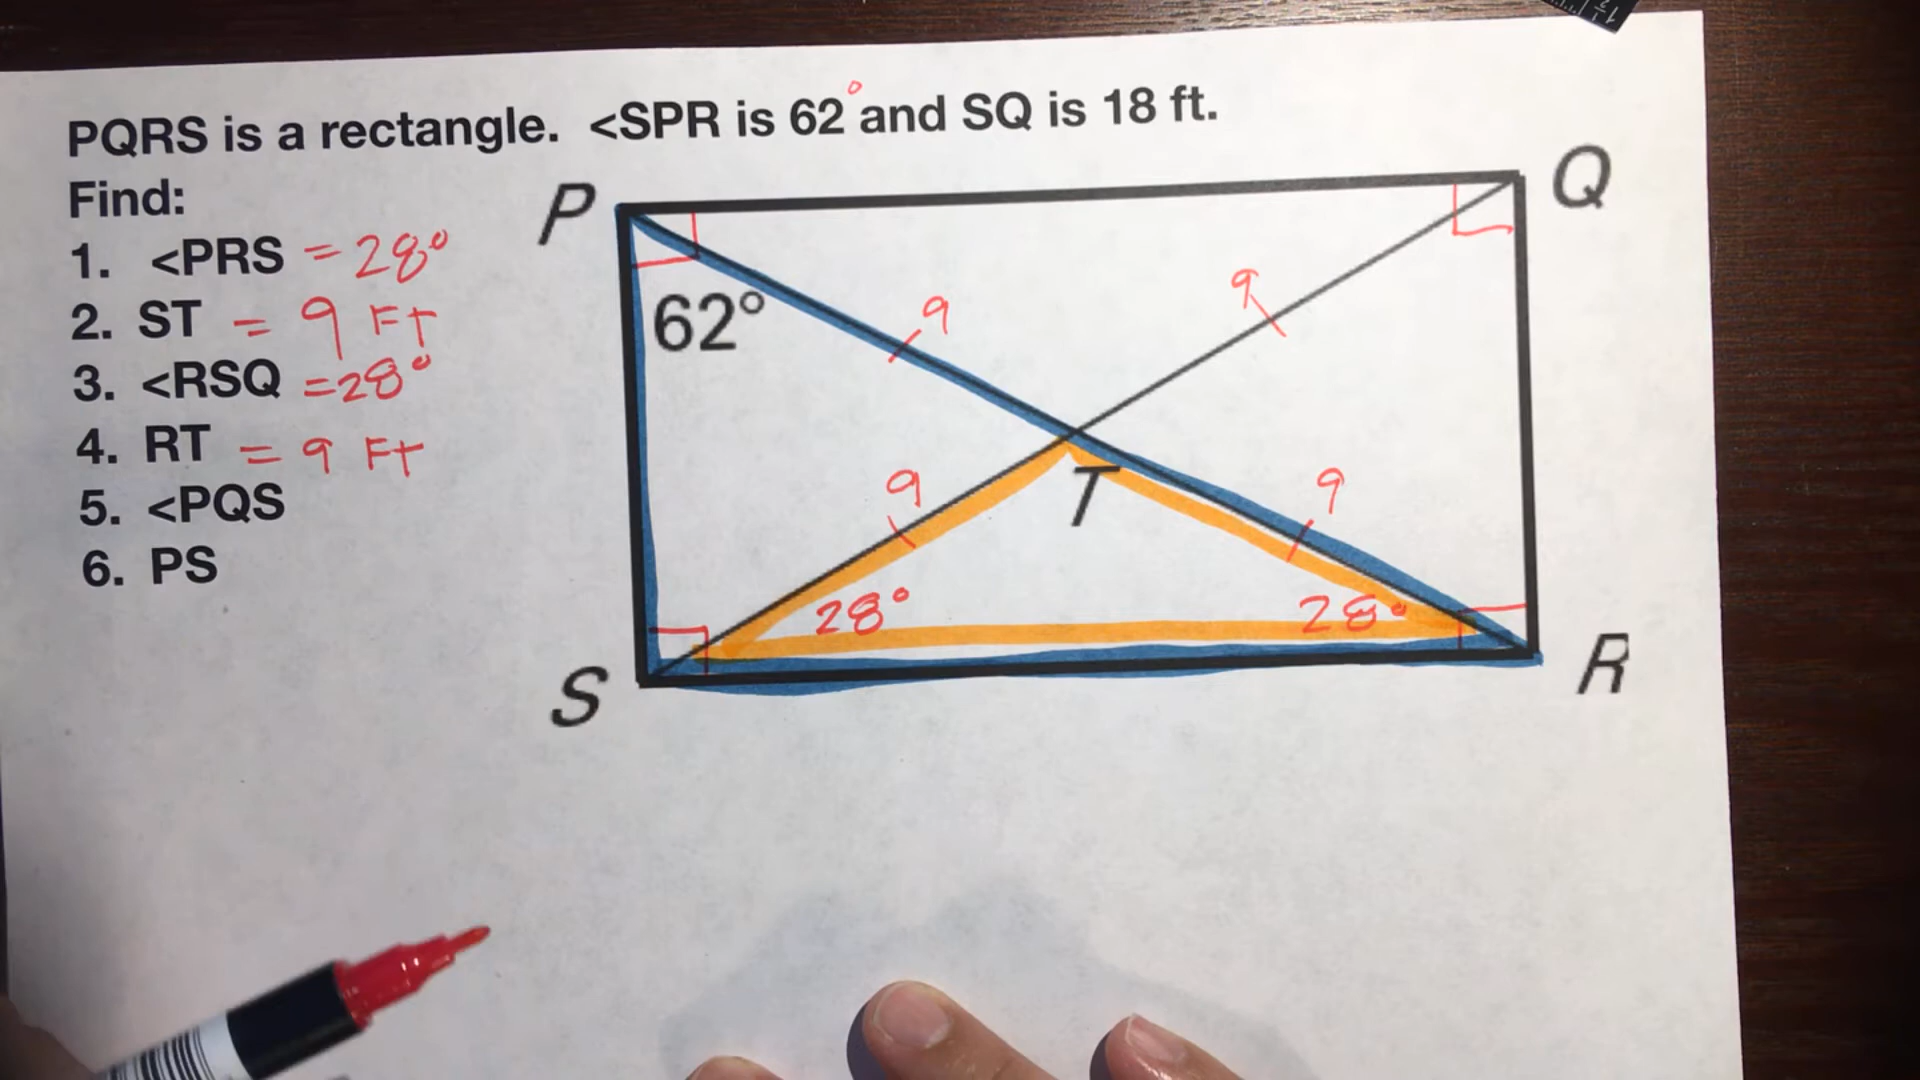 PQRS is a rectangle. <SPR is 62° and SQ is 18 ft.
Find:
1. <PRS = 28°
2. ST = 9 FT
3. <RSQ = 28°
4. RT = 9 FT
5. <PQS
6. PS
P
Q
62°
9
9
9
T
9
28°
28°
S
R